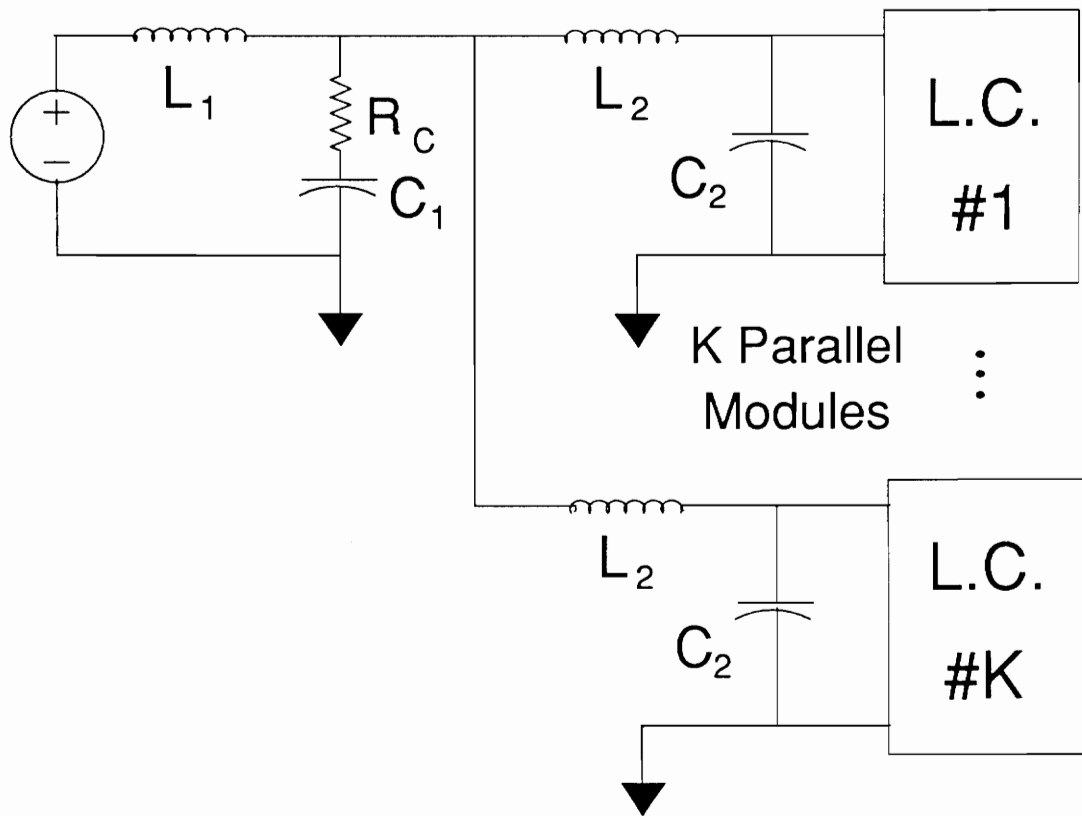 +
−
L1
RC
C1
L2
C2
L.C.
#1
K Parallel
Modules
L2
C2
L.C.
#K